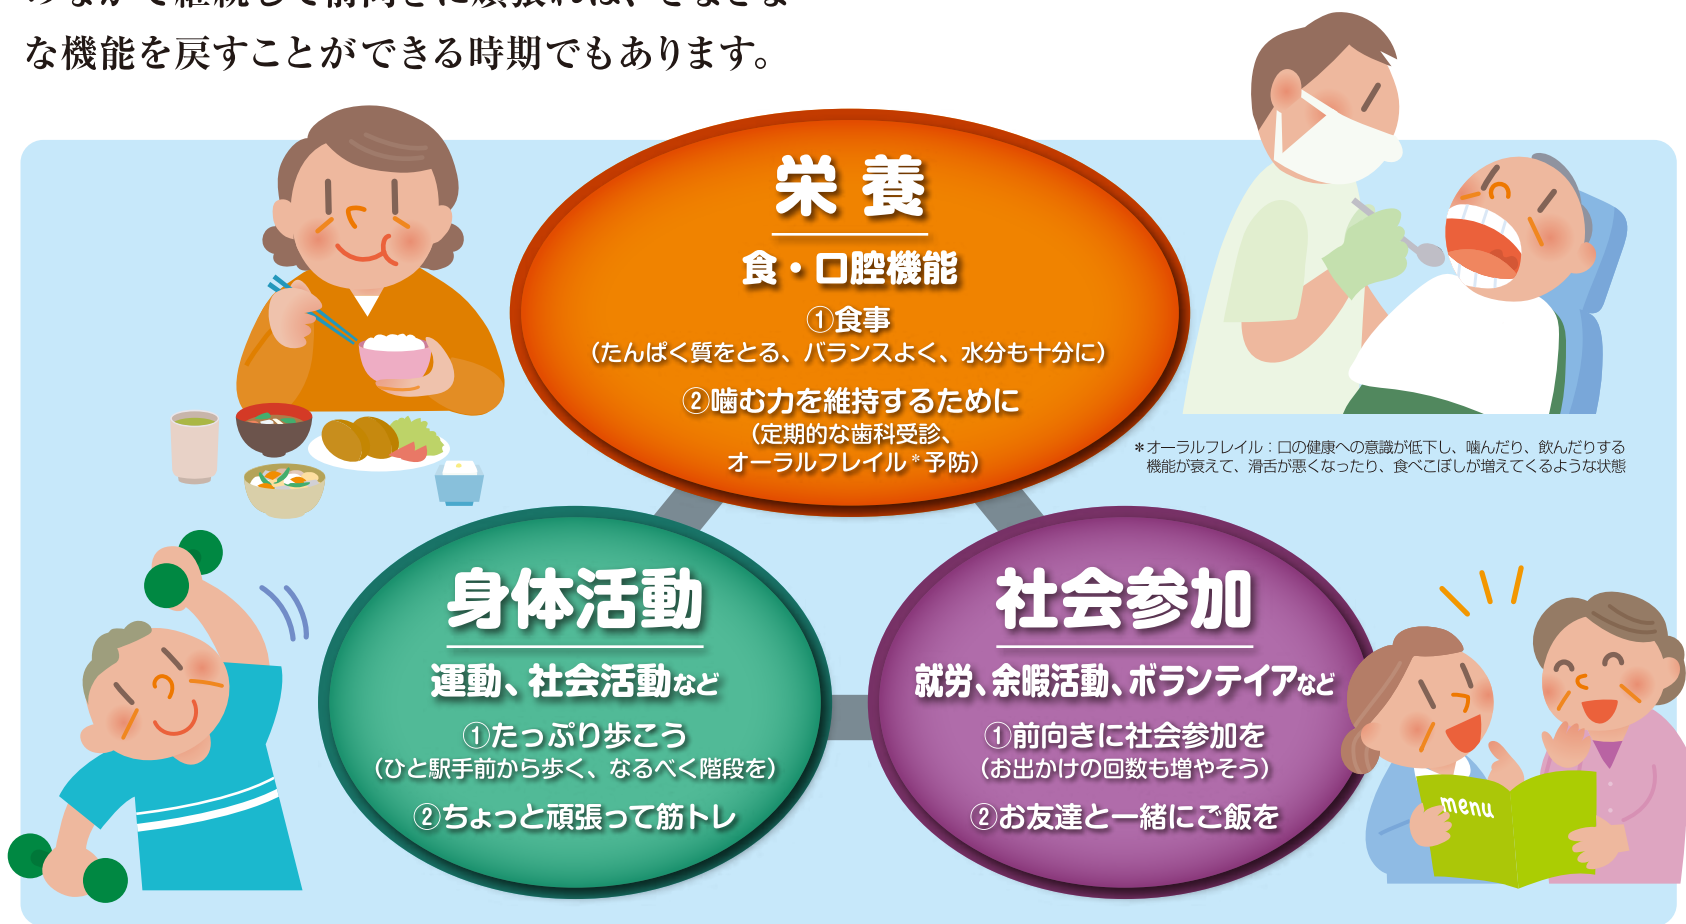 な機能を戻すことができる時期でもあります。
栄養
食・口腔機能
①食事
（たんぱく質をとる、バランスよく、水分も十分に）
②噛む力を維持するために
（定期的な歯科受診、
オーラルフレイル＊予防）
＊オーラルフレイル：口の健康への意識が低下し、噛んだり、飲んだりする
機能が衰えて、滑舌が悪くなったり、食べこぼしが増えてくるような状態
身体活動
運動、社会活動など
①たっぷり歩こう
（ひと駅手前から歩く、なるべく階段を）
②ちょっと頑張って筋トレ
社会参加
就労、余暇活動、ボランテイアなど
①前向きに社会参加を
（お出かけの回数も増やそう）
②お友達と一緒にご飯を
menu